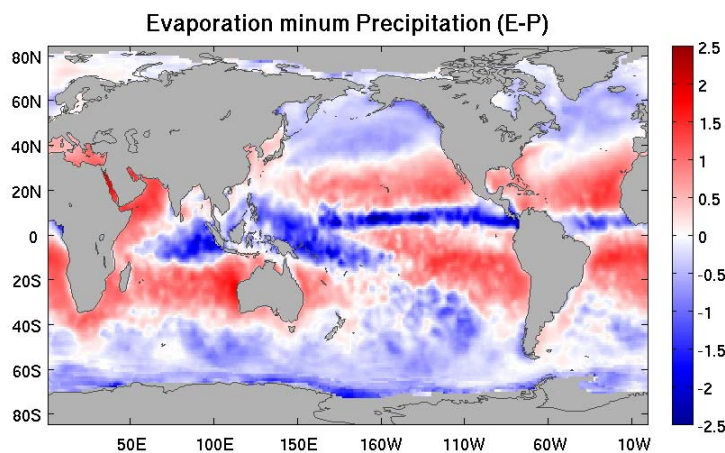 Evaporation minum Precipitation (E-P)
80N
60N
40N
20N
0
20S
40S
60S
80S
50E 100E 150E 160W 110W 60W 10W
2.5
2
1.5
1
0.5
0
-0.5
-1
-1.5
-2
-2.5